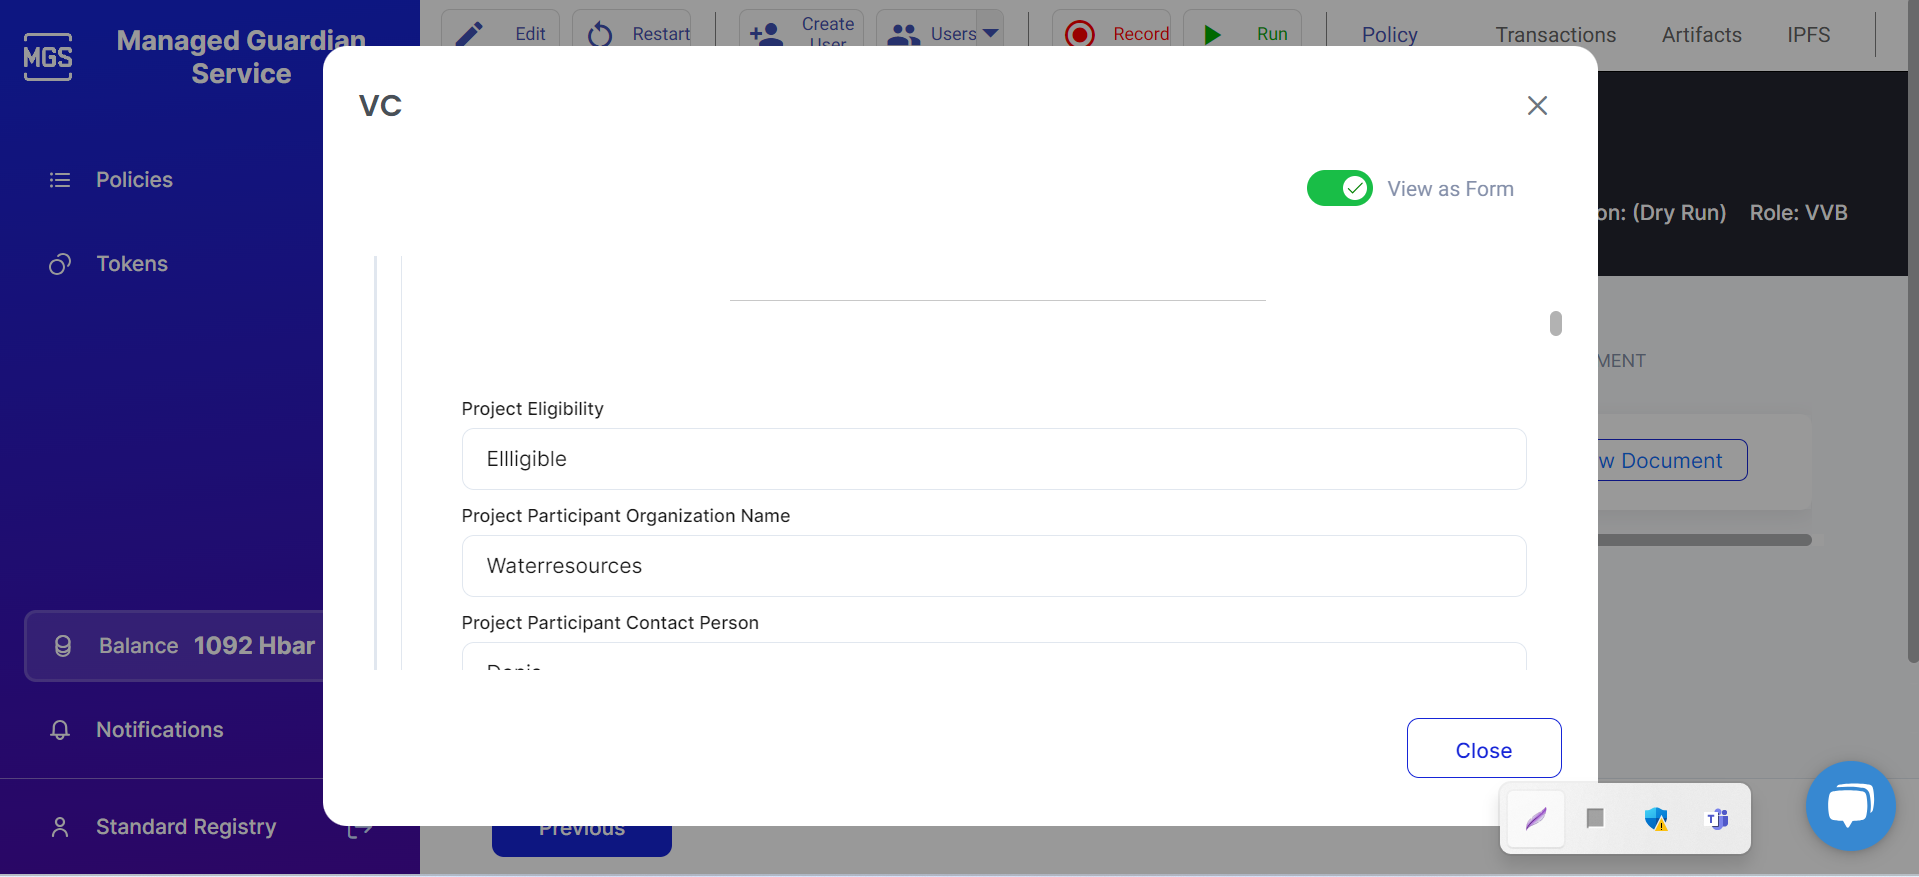 MGS
Managed Guardian
Service
Policies
Tokens
Balance 1092 Hbar
Notifications
Standard Registry
Edit
Restart
Create
User
Users
Record
Run
Policy
Transactions
Artifacts
IPFS
on: (Dry Run) Role: VVB
MENT
w Document
VC
View as Form
Project Eligibility
Ellligible
Project Participant Organization Name
Waterresources
Project Participant Contact Person
Close
Previous